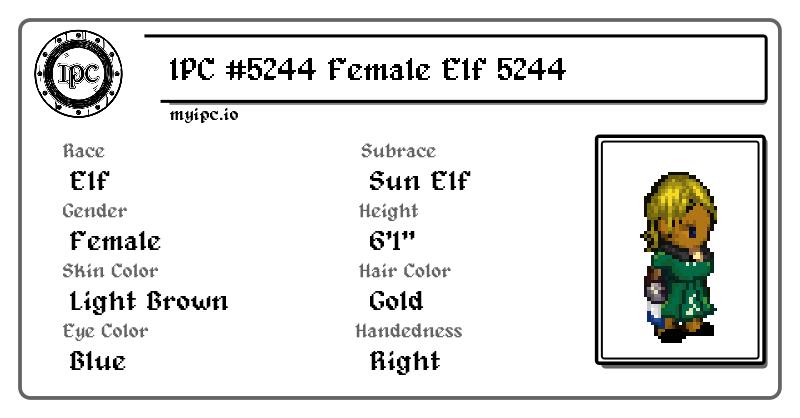 IPC
IPC #5244 Female Elf 5244
myipc.io
Race
Elf
Subrace
Sun Elf
Gender
Female
Height
6'1"
Skin Color
Light Brown
Hair Color
Gold
Eye Color
Blue
Handedness
Right